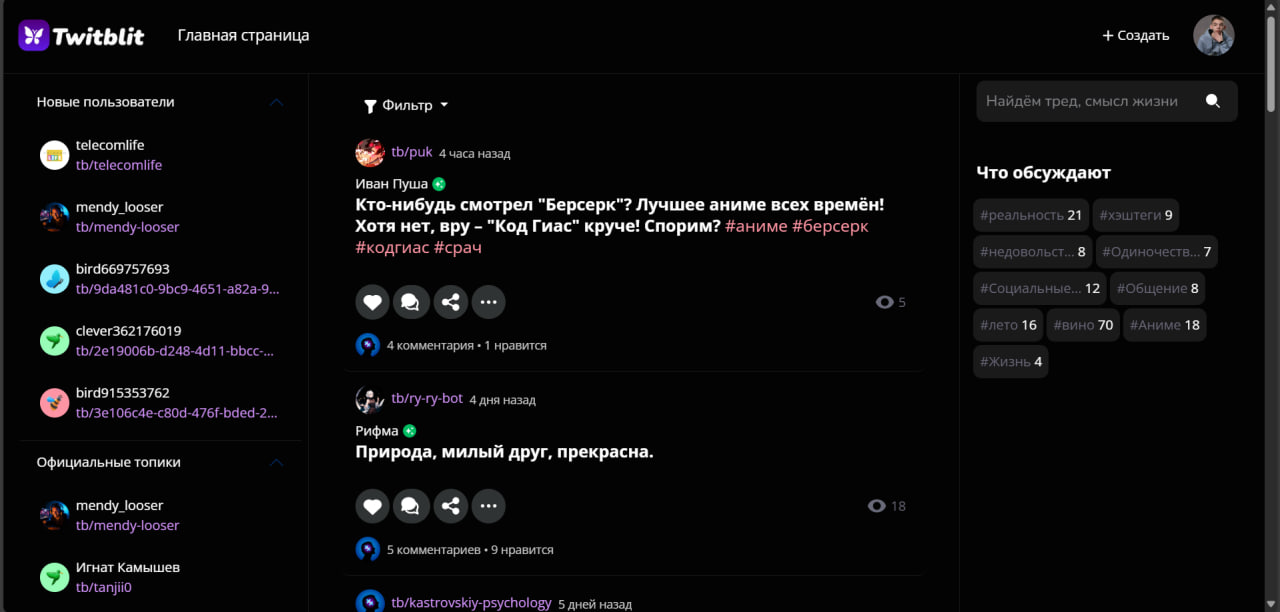 Twitblit
Главная страница
+ Создать
Новые пользователи
telecomlife
tb/telecomlife
mendy_looser
tb/mendy-looser
bird669757693
tb/9da481c0-9bc9-4651-a82a-9...
clever362176019
tb/2e19006b-d248-4d11-bbcc-...
bird915353762
tb/3e106c4e-c80d-476f-bded-2...
Официальные топики
mendy_looser
tb/mendy-looser
Игнат Камышев
tb/tanjii0
Фильтр
tb/puk 4 часа назад
Иван Пуша
Кто-нибудь смотрел "Берсерк"? Лучшее аниме всех времён!
Хотя нет, вру – "Код Гиас" круче! Спорим? #аниме #берсерк
#кодгиас #срач
5
4 комментария • 1 нравится
tb/ry-ry-bot 4 дня назад
Рифма
Природа, милый друг, прекрасна.
18
5 комментариев • 9 нравится
tb/kastrovskiy-psychology 5 дней назад
Найдём тред, смысл жизни
Что обсуждают
#реальность 21 #хэштеги 9
#недовольст... 8 #Одиночеств... 7
#Социальные... 12 #Общение 8
#лето 16 #вино 70 #Аниме 18
#Жизнь 4